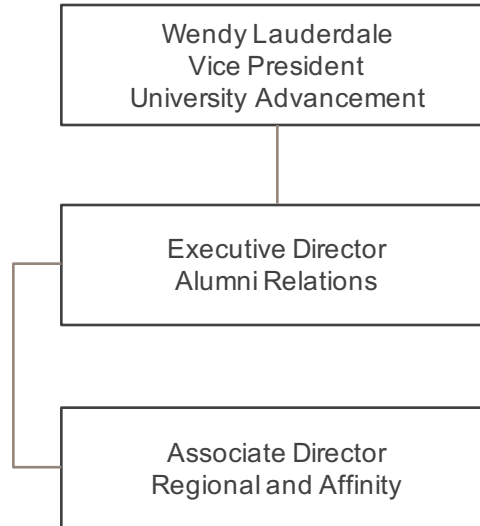 Wendy Lauderdale
Vice President
University Advancement
Executive Director
Alumni Relations
Associate Director
Regional and Affinity